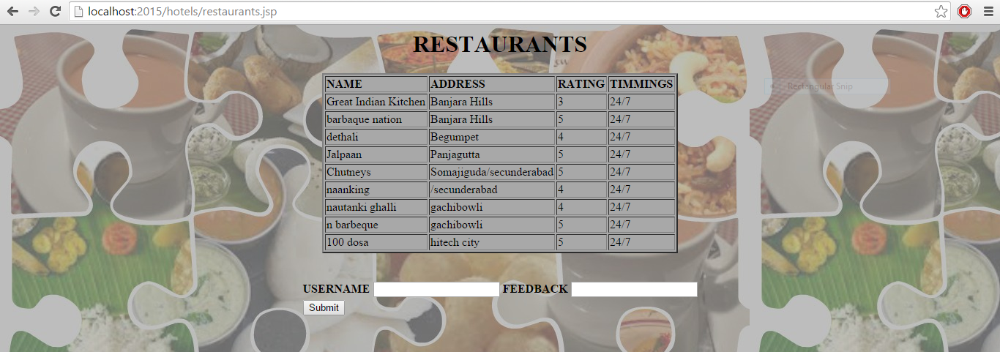 localhost:2015/hotels/restaurants.jsp
RESTAURANTS
Rectangular Snip
NAME ADDRESS RATING TIMMINGS
Great Indian Kitchen Banjara Hills 3 24/7
barbaque nation Banjara Hills 5 24/7
dethali Begumpet 4 24/7
Jalpaan Panjagutta 5 24/7
Chutneys Somajiguda/secunderabad 5 24/7
naanking /secunderabad 4 24/7
nautanki ghalli gachibowli 4 24/7
n barbeque gachibowli 5 24/7
100 dosa hitech city 5 24/7
USERNAME FEEDBACK
Submit